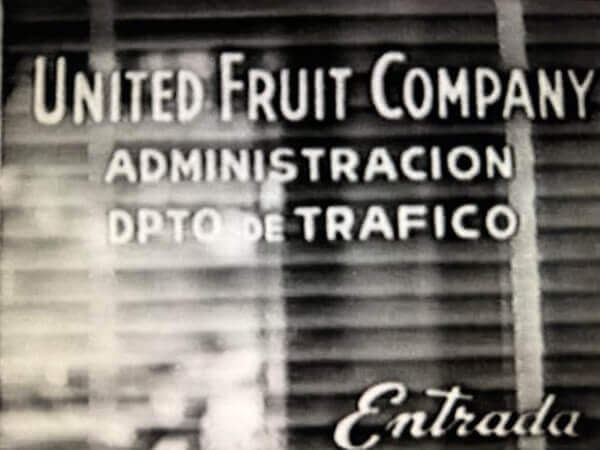 UNITED FRUIT COMPANY
ADMINISTRACION
DPTO DE TRAFICO
Entrada